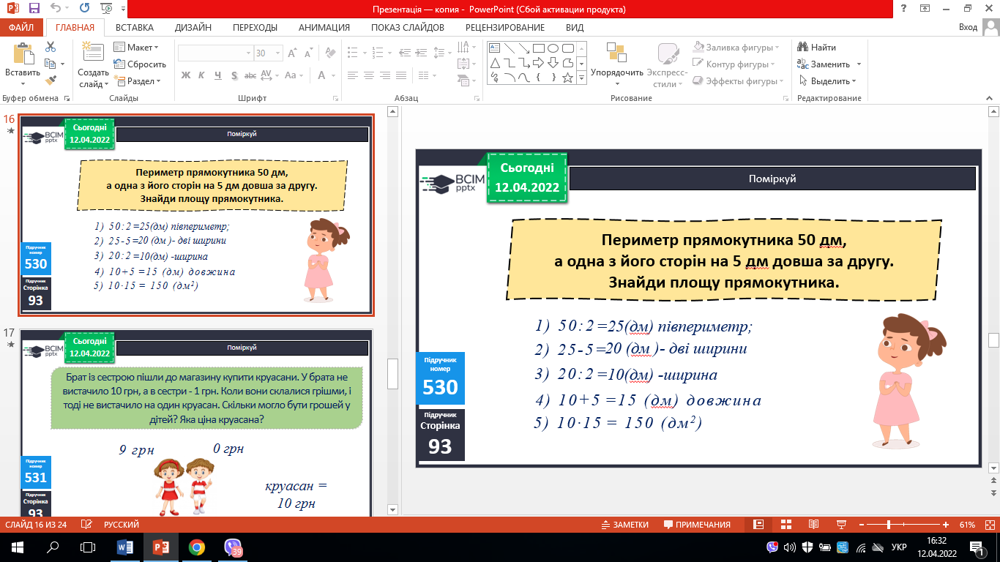 Презентація — копия - PowerPoint (Сбой активации продукта)
ФАЙЛ ГЛАВНАЯ ВСТАВКА ДИЗАЙН ПЕРЕХОДЫ АНИМАЦИЯ ПОКАЗ СЛАЙДОВ РЕЦЕНЗИРОВАНИЕ ВИД Вход
Вставить
Буфер обмена
Создать слайд
Макет
Сбросить
Раздел
Слайды
30
Ж К Ч S abc AV Aa А
Шрифт
Абзац
Упорядочить
Экспресс-стили
Заливка фигуры
Контур фигуры
Эффекты фигуры
Рисование
Найти
Заменить
Выделить
Редактирование
16
BCIM pptx
Сьогодні
12.04.2022
Поміркуй
Периметр прямокутника 50 дм,
а одна з його сторін на 5 дм довша за другу.
Знайди площу прямокутника.
1) 50:2=25(дм) півпериметр;
2) 25-5=20 (дм )- дві ширини
3) 20:2=10(дм) -ширина
4) 10+5 =15 (дм) довжина
5) 10·15 = 150 (дм²)
Підручник
номер
530
Підручник
Сторінка
93
17
BCIM pptx
Сьогодні
12.04.2022
Поміркуй
Брат із сестрою пішли до магазину купити круасани. У брата не
вистачило 10 грн, а в сестри - 1 грн. Коли вони склалися грішми, і
тоді не вистачило на один круасан. Скільки могло бути грошей у
дітей? Яка ціна круасана?
9 грн 0 грн
круасан =
10 грн
Підручник
номер
531
Підручник
Сторінка
93
BCIM
pptx
Сьогодні
12.04.2022
Поміркуй
Периметр прямокутника 50 дм,
а одна з його сторін на 5 дм довша за другу.
Знайди площу прямокутника.
1) 50:2=25(дм) півпериметр;
2) 25-5=20 (дм )- дві ширини
3) 20:2=10(дм) -ширина
4) 10+5 =15 (дм) довжина
5) 10·15 = 150 (дм²)
Підручник
номер
530
Підручник
Сторінка
93
СЛАЙД 16 ИЗ 24 РУССКИЙ ЗАМЕТКИ ПРИМЕЧАНИЯ 61%
39
УКР
16:32
12.04.2022
1